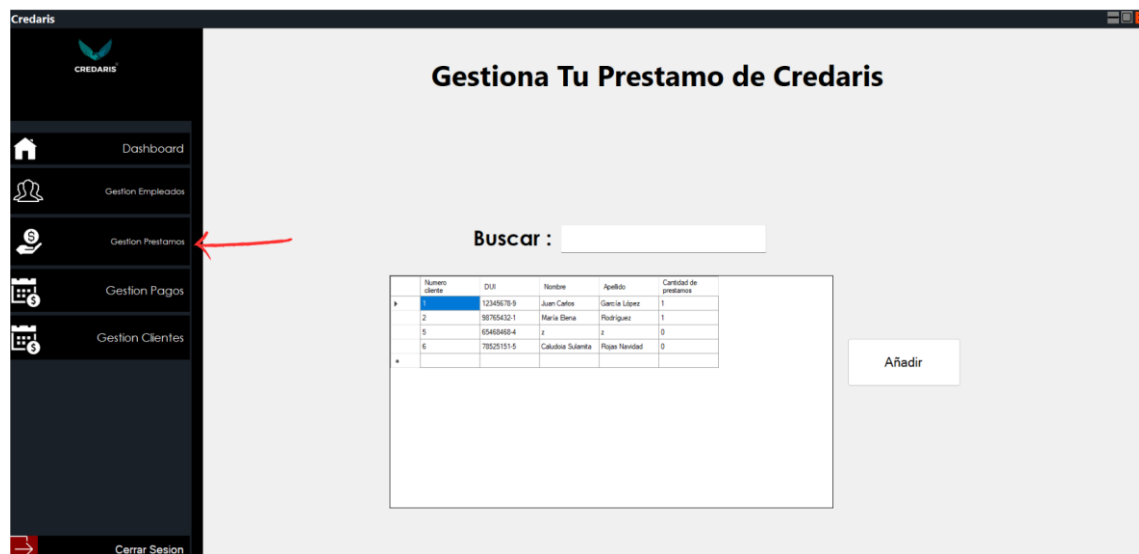 Credaris
CREDARIS
Dashboard
Gestion Empleados
Gestion Prestamos
Gestion Pagos
Gestion Clientes
Cerrar Sesion
Gestiona Tu Prestamo de Credaris
Buscar :
Numero cliente DUI Nombre Apellido Cantidad de prestamos
1 12345678-9 Juan Carlos García López 1
2 98765432-1 María Elena Rodríguez 1
5 65468468-4 z z 0
6 78525151-5 Caludoia Sulamita Rojas Navidad 0
Añadir